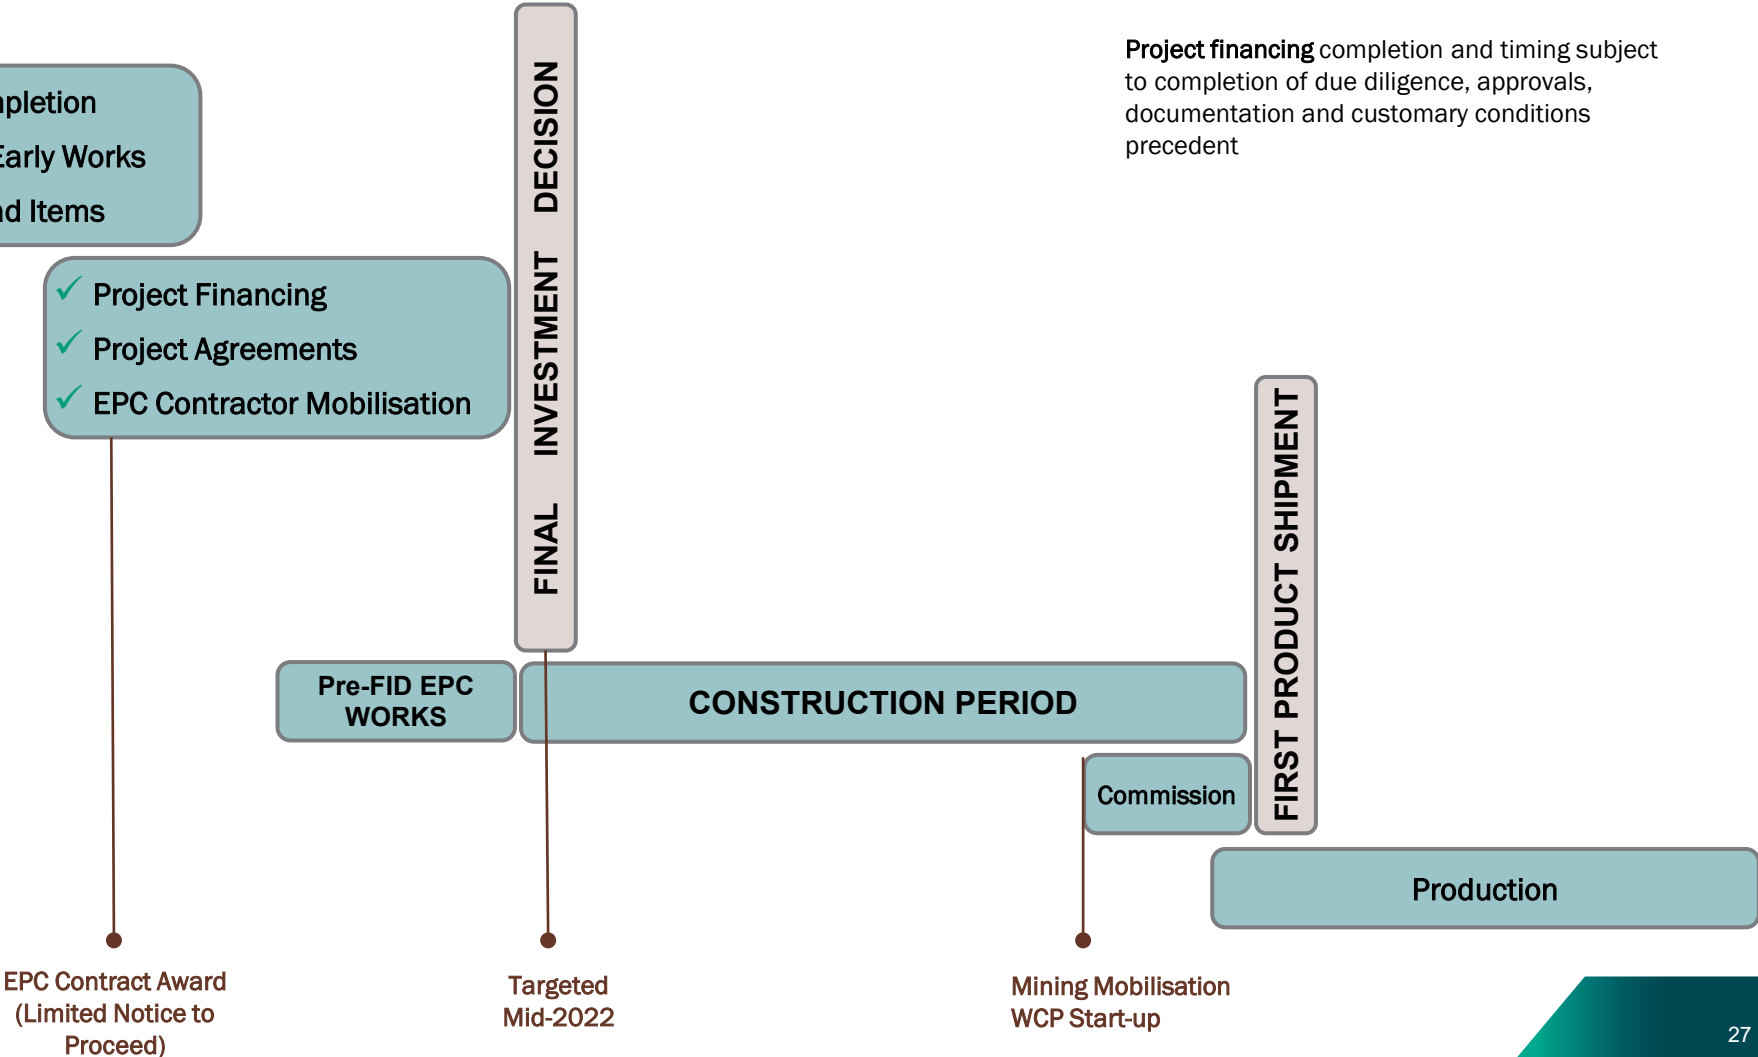 Project financing completion and timing subject
to completion of due diligence, approvals,
documentation and customary conditions
precedent
Early Works
Items
Project Financing
Project Agreements
EPC Contractor Mobilisation
FINAL INVESTMENT DECISION
FIRST PRODUCT SHIPMENT
Pre-FID EPC
WORKS
CONSTRUCTION PERIOD
Commission
Production
EPC Contract Award
(Limited Notice to
Proceed)
Targeted
Mid-2022
Mining Mobilisation
WCP Start-up
27